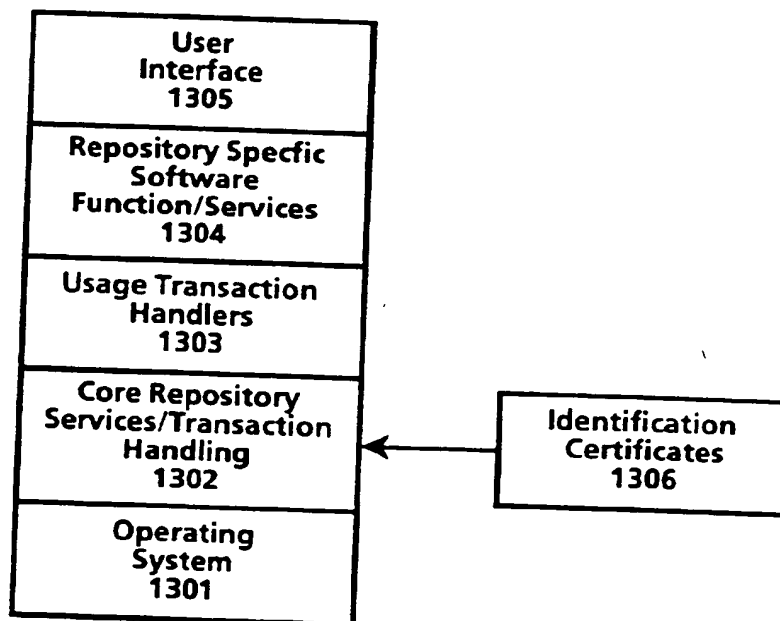 User
Interface
1305
Repository Specfic
Software
Function/Services
1304
Usage Transaction
Handlers
1303
Core Repository
Services/Transaction
Handling
1302
Operating
System
1301
Identification
Certificates
1306